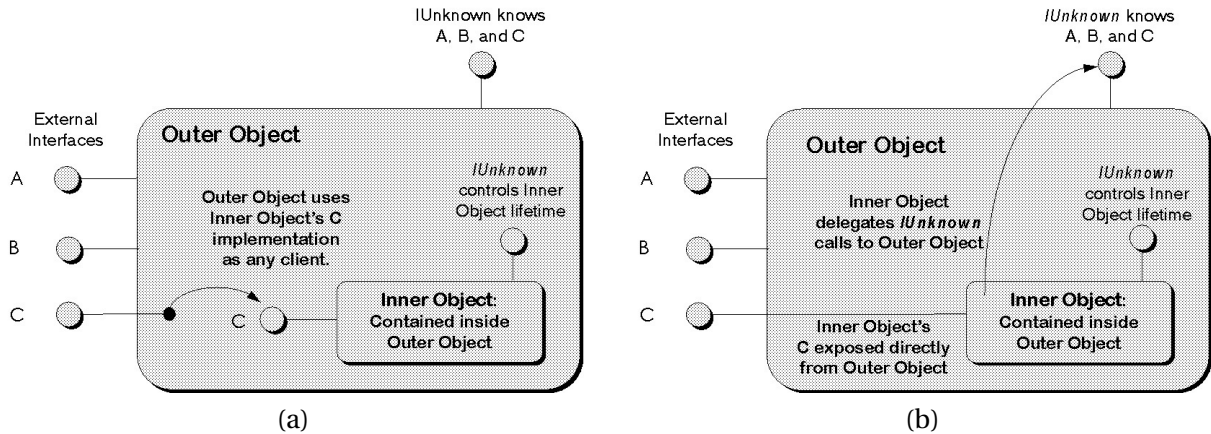 IUnknown knows
A, B, and C
External
Interfaces
Outer Object
A
B
C
Outer Object uses
Inner Object's C
implementation
as any client.
IUnknown
controls Inner
Object lifetime
C
Inner Object:
Contained inside
Outer Object
(a)
IUnknown knows
A, B, and C
External
Interfaces
Outer Object
A
B
C
Inner Object
delegates IUnknown
calls to Outer Object
IUnknown
controls Inner
Object lifetime
Inner Object's
C exposed directly
from Outer Object
Inner Object:
Contained inside
Outer Object
(b)